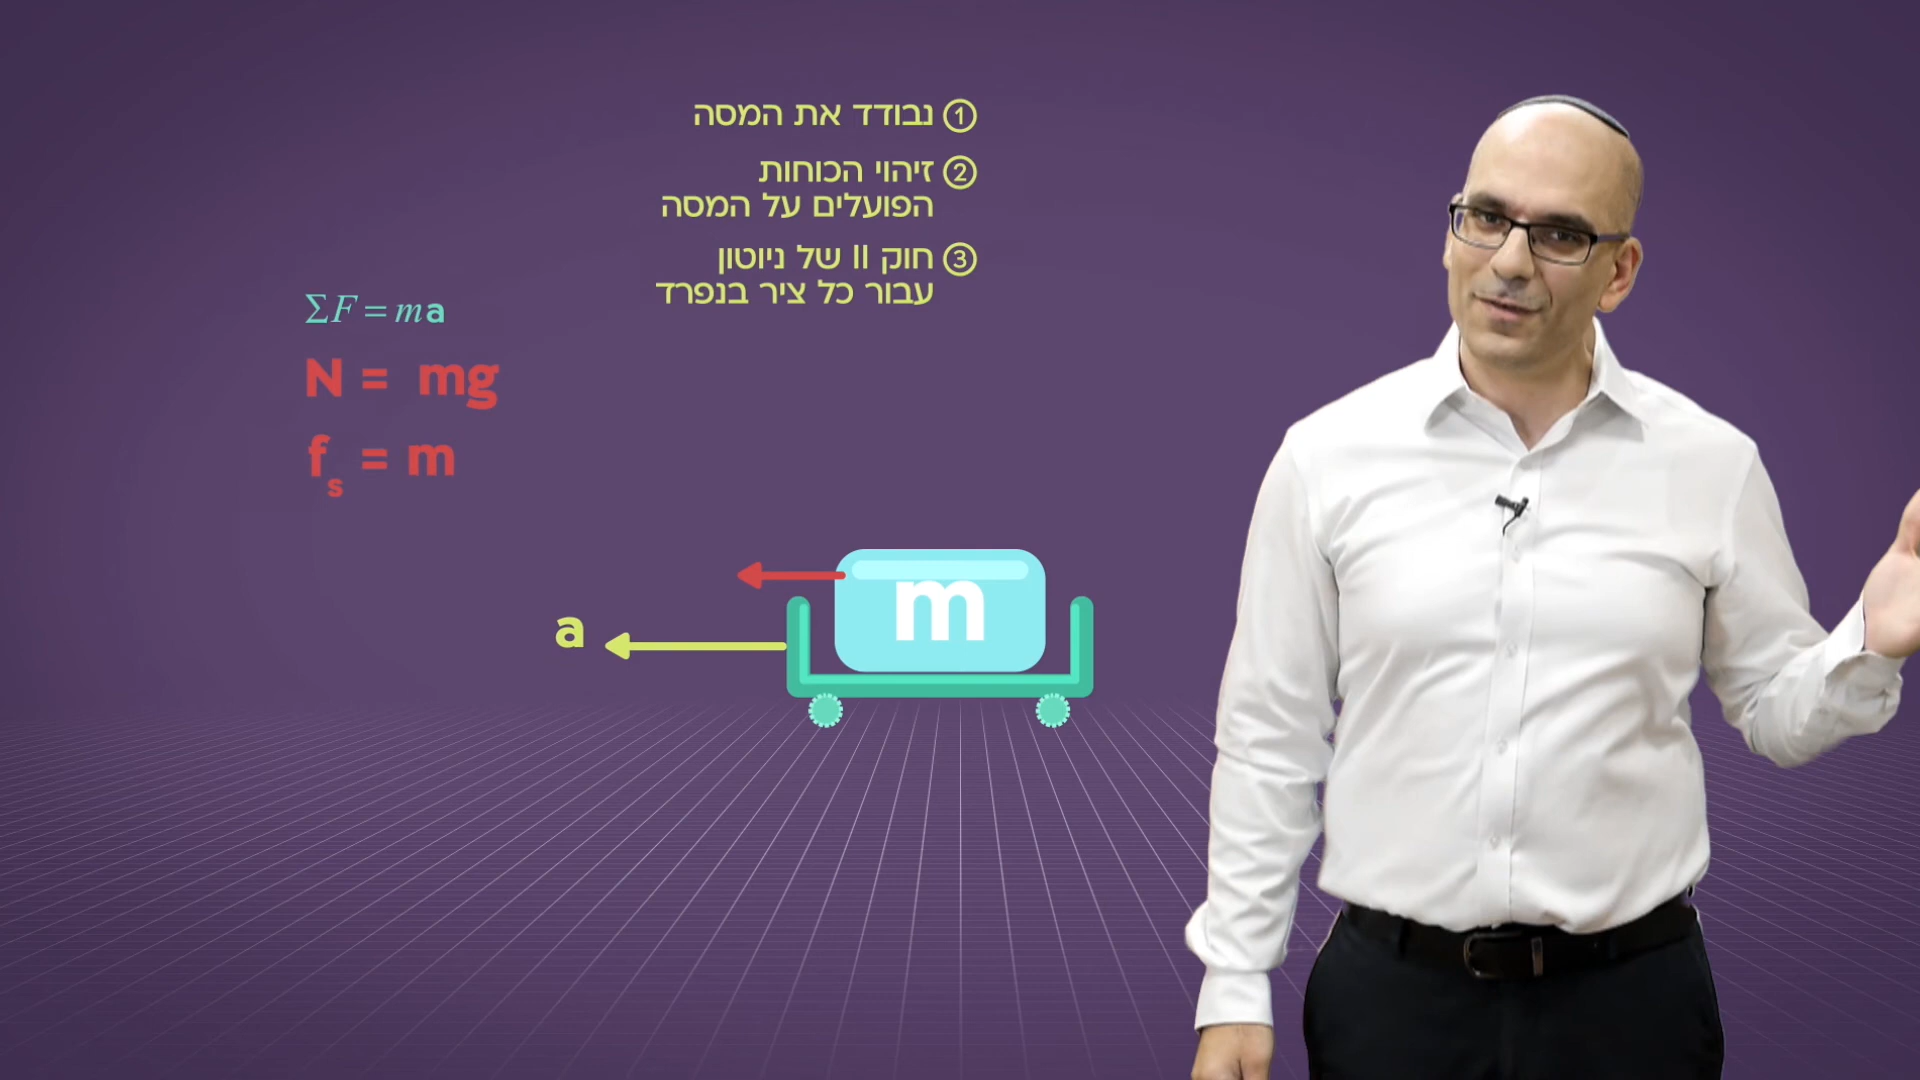 ① נבודד את המסה
② זיהוי הכוחות
הפועלים על המסה
③ חוק II של ניוטון
עבור כל ציר בנפרד
ΣF = ma
N = mg
fₛ = m
m
a